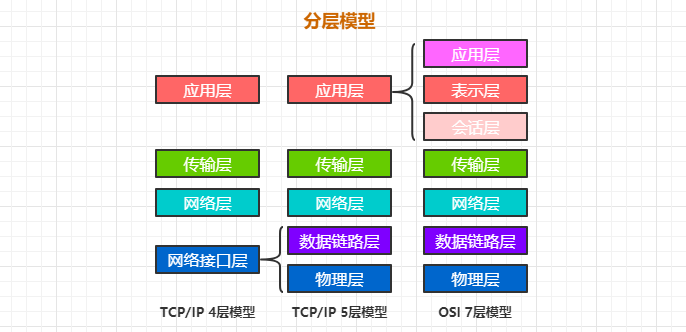 分层模型
应用层
应用层 应用层 表示层
会话层
传输层 传输层 传输层
网络层 网络层 网络层
数据链路层 数据链路层
网络接口层
物理层 物理层
TCP/IP 4层模型 TCP/IP 5层模型 OSI 7层模型